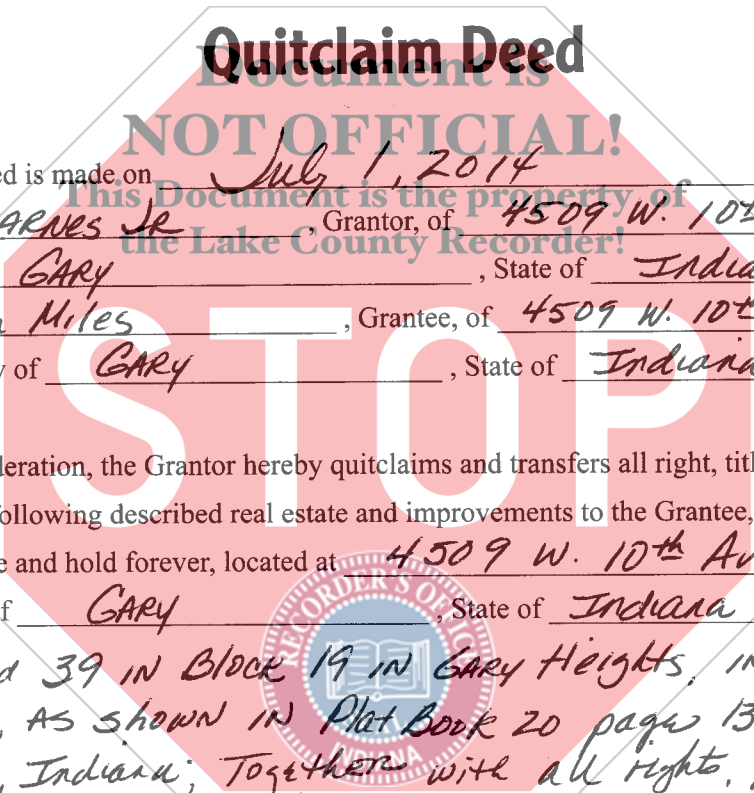 Quitclaim Deed
Document is
NOT OFFICIAL!
ed is made on July 1, 2014
This Document is the property of
ARNES JR, Grantor, of 4509 W. 10th
the Lake County Recorder!
GARY, State of India
Miles, Grantee, of 4509 W. 10th
y of GARY, State of Indiana
STOP
deration, the Grantor hereby quitclaims and transfers all right, titl
following described real estate and improvements to the Grantee,
e and hold forever, located at 4509 W. 10th Av
f GARY, State of Indiana
RECORDER'S OFFIC
d 39 IN Block 19 IN GARY Heights, IN
, AS shown IN Plat Book 20 page 13
INDIANA
, Indiana; Together with all rights,